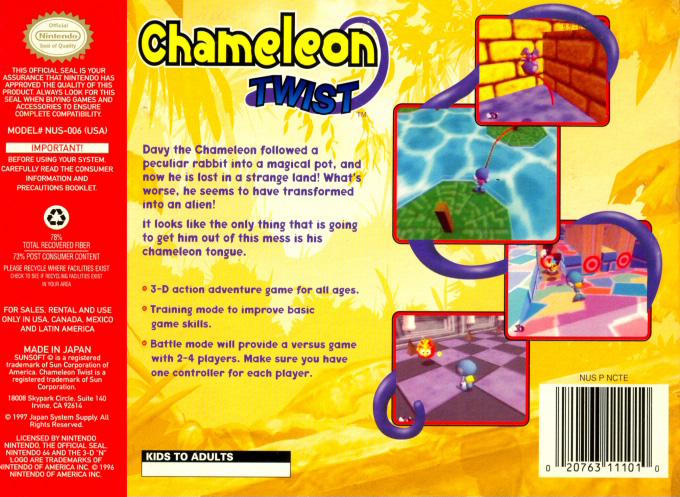 Official
Nintendo
Seal of Quality
THIS OFFICIAL SEAL IS YOUR
ASSURANCE THAT NINTENDO HAS
APPROVED THE QUALITY OF THIS
PRODUCT. ALWAYS LOOK FOR THIS
SEAL WHEN BUYING GAMES AND
ACCESSORIES TO ENSURE
COMPLETE COMPATIBILITY.
MODEL# NUS-006 (USA)
IMPORTANT!
BEFORE USING YOUR SYSTEM,
CAREFULLY READ THE CONSUMER
INFORMATION AND
PRECAUTIONS BOOKLET.
78%
TOTAL RECOVERED FIBER
73% POST CONSUMER CONTENT
PLEASE RECYCLE WHERE FACILITIES EXIST
CHECK TO SEE IF RECYCLING FACILITIES EXIST
IN YOUR AREA
FOR SALES, RENTAL AND USE
ONLY IN USA, CANADA, MEXICO
AND LATIN AMERICA
MADE IN JAPAN
SUNSOFT © is a registered
trademark of Sun Corporation of
America. Chameleon Twist is a
registered trademark of Sun
Corporation.
18008 Skypark Circle, Suite 140
Irvine, CA 92614
© 1997 Japan System Supply. All
Rights Reserved.
LICENSED BY NINTENDO
NINTENDO, THE OFFICIAL SEAL,
NINTENDO 64 AND THE 3-D "N"
LOGO ARE TRADEMARKS OF
NINTENDO OF AMERICA INC. © 1996
NINTENDO OF AMERICA INC.
Chameleon
TWIST
TM
Davy the Chameleon followed a
peculiar rabbit into a magical pot, and
now he is lost in a strange land! What's
worse, he seems to have transformed
into an alien!
It looks like the only thing that is going
to get him out of this mess is his
chameleon tongue.
• 3-D action adventure game for all ages.
• Training mode to improve basic
game skills.
• Battle mode will provide a versus game
with 2-4 players. Make sure you have
one controller for each player.
KIDS TO ADULTS
NUS P NCTE
0 20763 11101 0